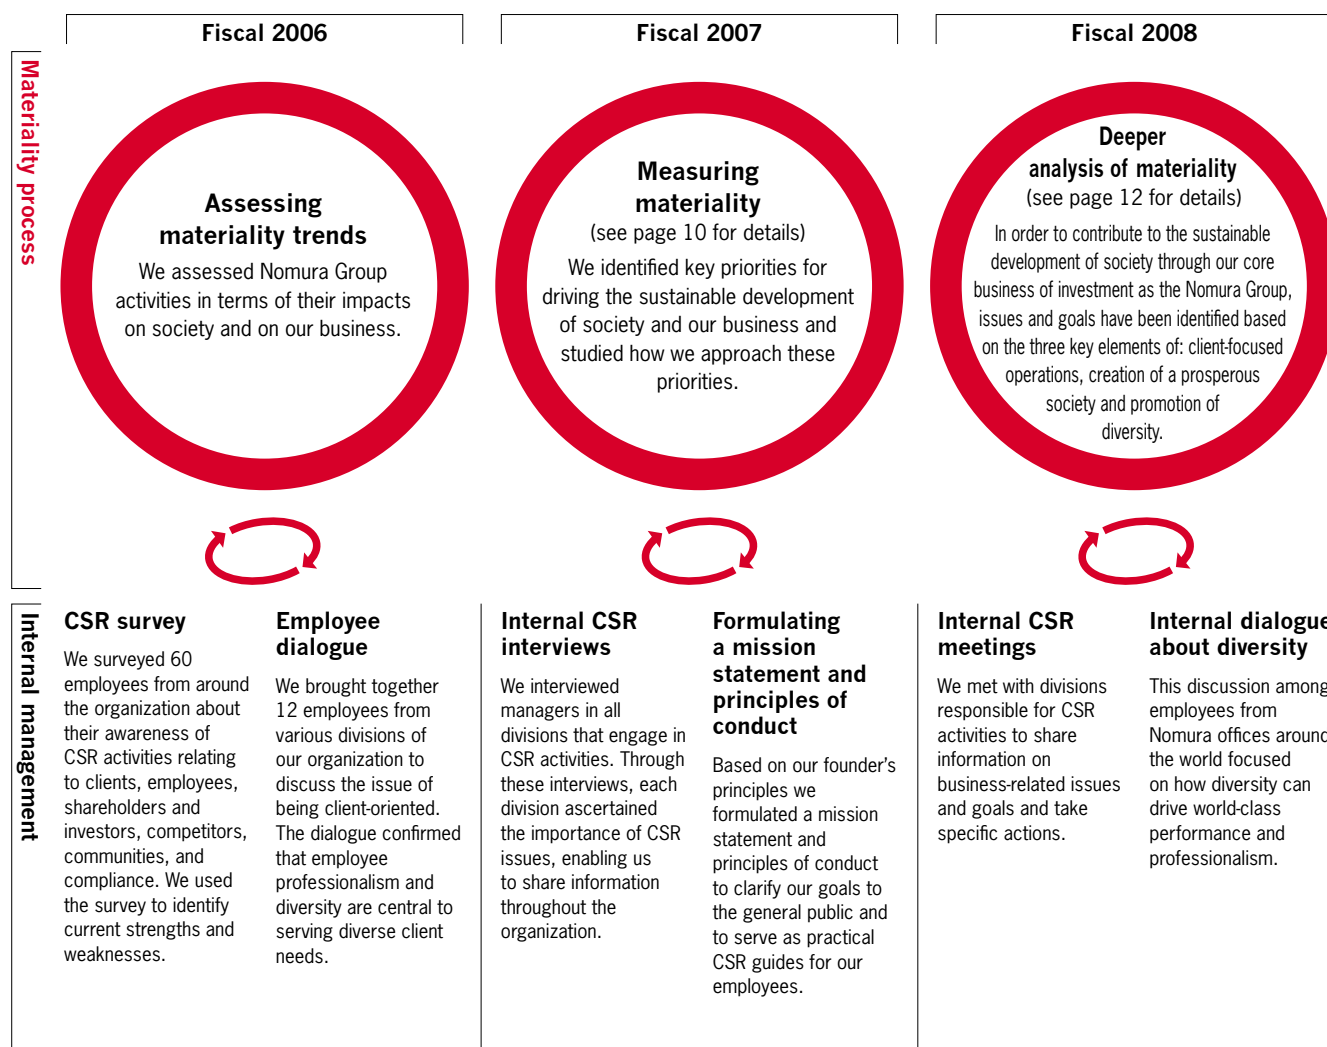 Fiscal 2006
Fiscal 2007
Fiscal 2008
Materiality process
Assessing
materiality trends
We assessed Nomura Group
activities in terms of their impacts
on society and on our business.
Measuring
materiality
(see page 10 for details)
We identified key priorities for
driving the sustainable development
of society and our business and
studied how we approach these
priorities.
Deeper
analysis of materiality
(see page 12 for details)
In order to contribute to the sustainable
development of society through our core
business of investment as the Nomura Group,
issues and goals have been identified based
on the three key elements of: client-focused
operations, creation of a prosperous
society and promotion of
diversity.
Internal management
CSR survey
We surveyed 60
employees from around
the organization about
their awareness of
CSR activities relating
to clients, employees,
shareholders and
investors, competitors,
communities, and
compliance. We used
the survey to identify
current strengths and
weaknesses.
Employee
dialogue
We brought together
12 employees from
various divisions of
our organization to
discuss the issue of
being client-oriented.
The dialogue confirmed
that employee
professionalism and
diversity are central to
serving diverse client
needs.
Internal CSR
interviews
We interviewed
managers in all
divisions that engage in
CSR activities. Through
these interviews, each
division ascertained
the importance of CSR
issues, enabling us
to share information
throughout the
organization.
Formulating
a mission
statement and
principles of
conduct
Based on our founder's
principles we
formulated a mission
statement and
principles of conduct
to clarify our goals to
the general public and
to serve as practical
CSR guides for our
employees.
Internal CSR
meetings
We met with divisions
responsible for CSR
activities to share
information on
business-related issues
and goals and take
specific actions.
Internal dialogue
about diversity
This discussion among
employees from
Nomura offices around
the world focused
on how diversity can
drive world-class
performance and
professionalism.